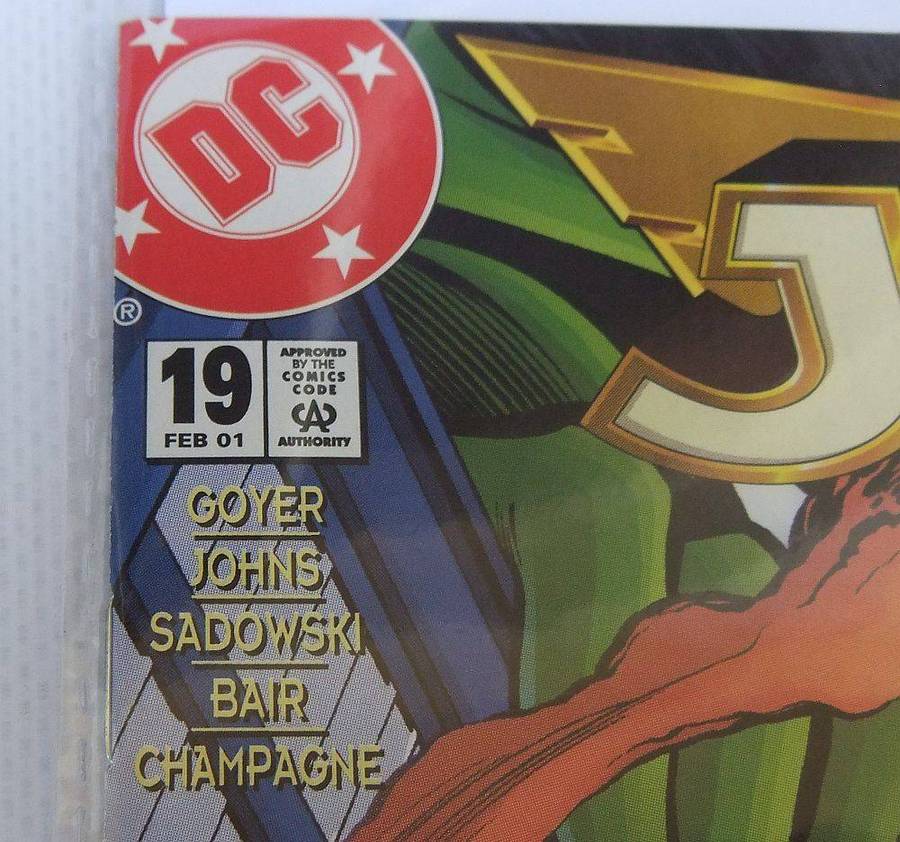 DC
J
®
19
FEB 01
APPROVED
BY THE
COMICS
CODE
CA
AUTHORITY
GOYER
JOHNS
SADOWSKI
BAIR
CHAMPAGNE